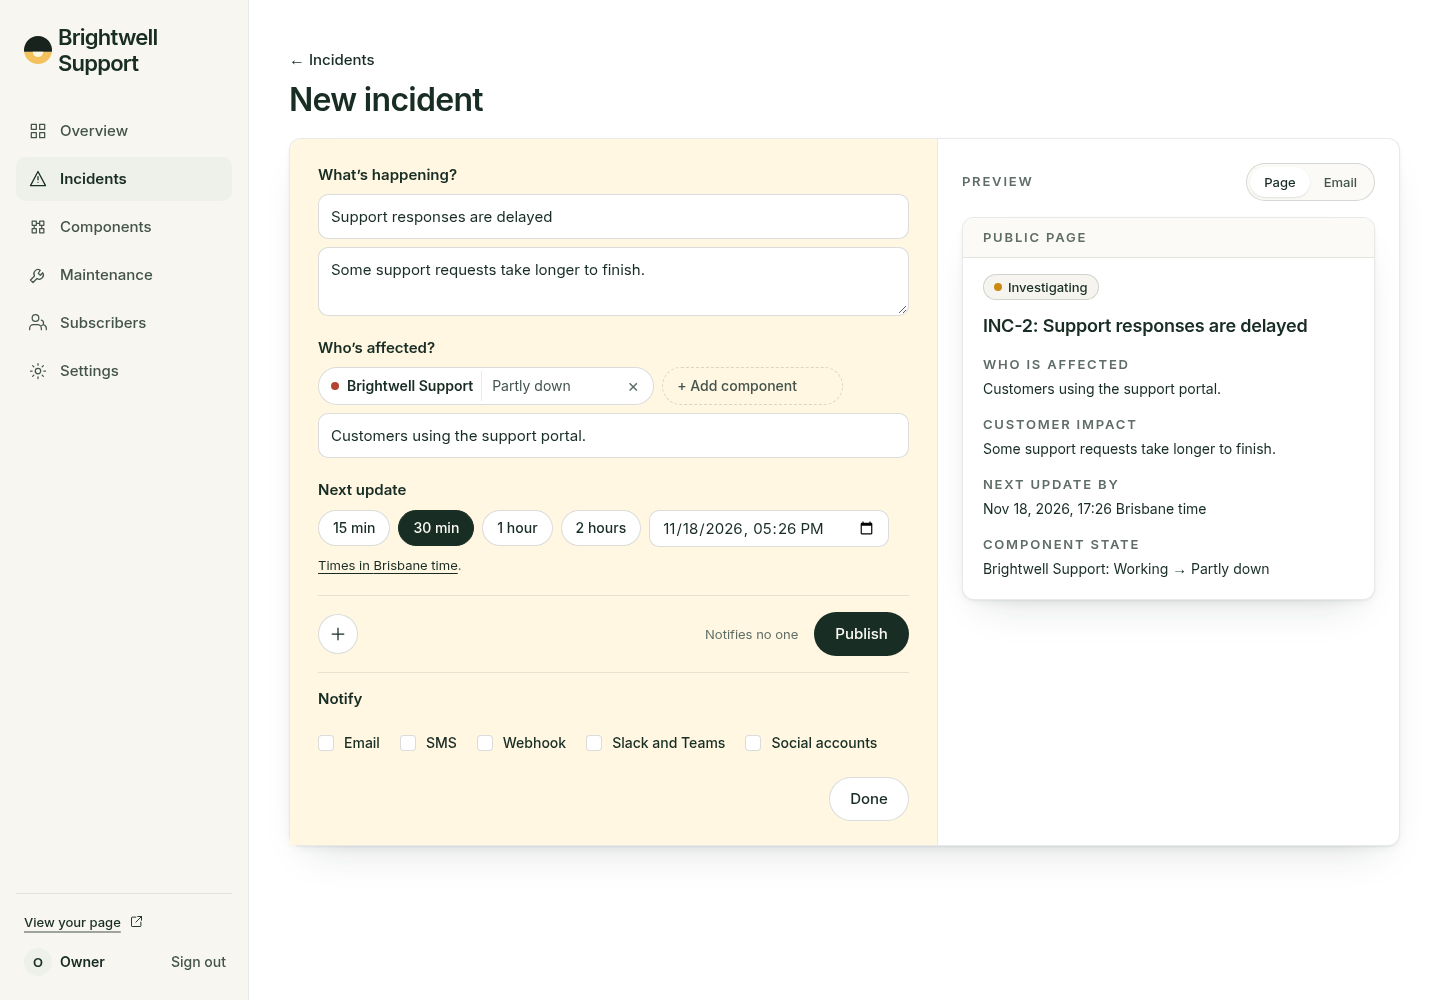 Brightwell
Support
Overview
Incidents
Components
Maintenance
Subscribers
Settings
View your page
O
Owner
Sign out
← Incidents
New incident
What’s happening?
Support responses are delayed
Some support requests take longer to finish.
Who’s affected?
Brightwell Support
Partly down
×
+ Add component
Customers using the support portal.
Next update
15 min
30 min
1 hour
2 hours
11/18/2026, 05:26 PM
Times in Brisbane time.
Notifies no one
Publish
Notify
Email
SMS
Webhook
Slack and Teams
Social accounts
Done
PREVIEW
Page
Email
PUBLIC PAGE
Investigating
INC-2: Support responses are delayed
WHO IS AFFECTED
Customers using the support portal.
CUSTOMER IMPACT
Some support requests take longer to finish.
NEXT UPDATE BY
Nov 18, 2026, 17:26 Brisbane time
COMPONENT STATE
Brightwell Support: Working → Partly down